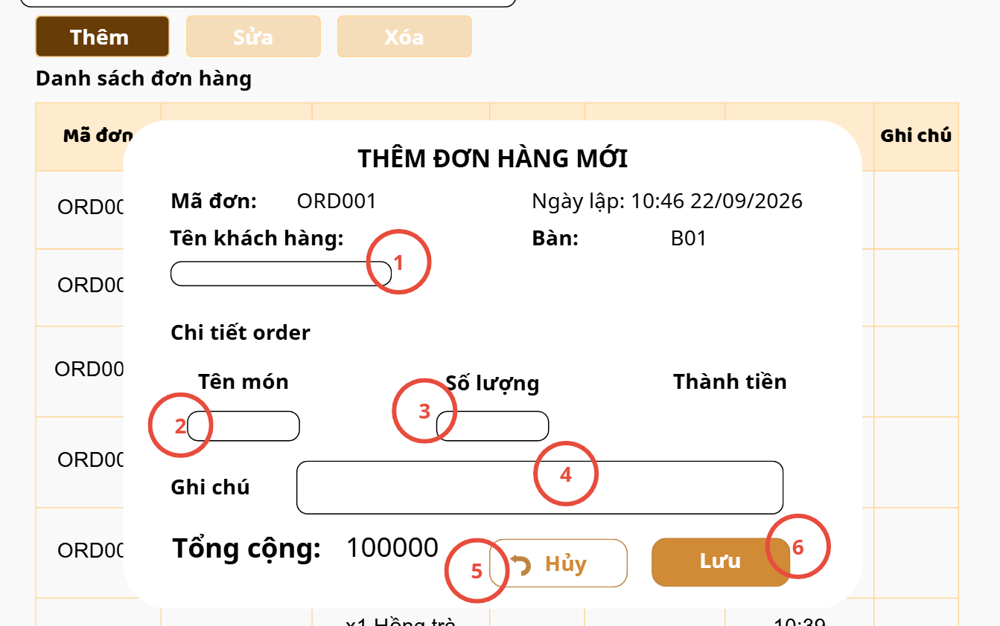 Thêm Sửa Xóa
Danh sách đơn hàng
Mã đơn Ghi chú
THÊM ĐƠN HÀNG MỚI
Mã đơn: ORD001 Ngày lập: 10:46 22/09/2026
Tên khách hàng: Bàn: B01
1
Chi tiết order
Tên món Số lượng Thành tiền
2 3
Ghi chú 4
Tổng cộng: 100000 5 Hủy Lưu 6
ORD00
ORD00
ORD00
ORD00
ORD00
x1 Hồng trà 10:39